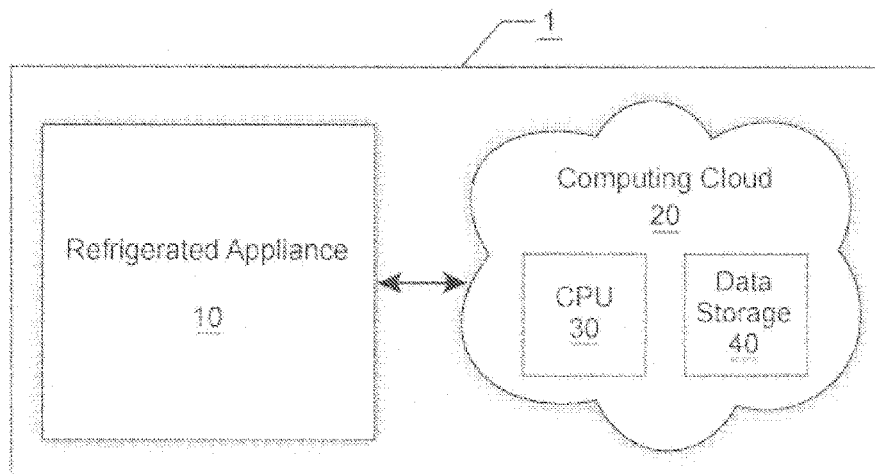 1
Refrigerated Appliance
10
Computing Cloud
20
CPU
30
Data
Storage
40